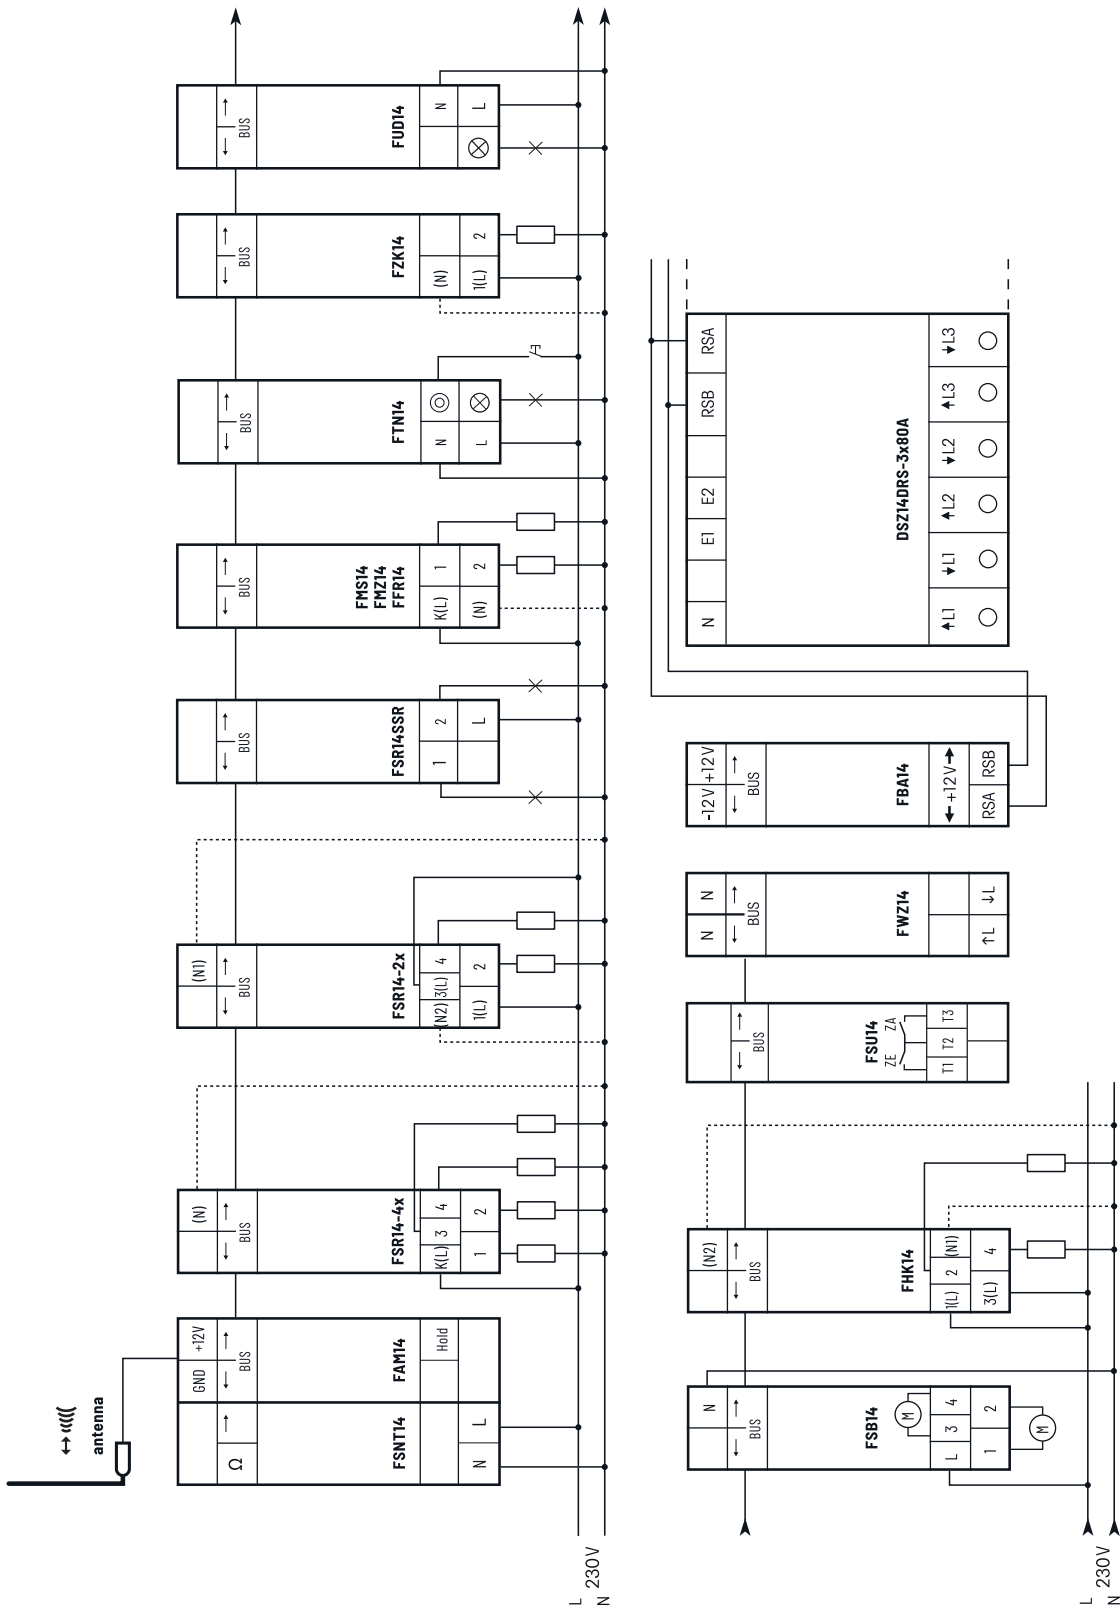 antenna
FSNT14
Ω
N
L
FAM14
GND
+12V
BUS
Hold
FSR14-4x
(N)
BUS
K(L)
3
4
1
2
FSR14-2x
(N1)
BUS
(N2)
3(L)
4
1(L)
2
FSR14SSR
BUS
1
2
L
FMS14
FMZ14
FFR14
BUS
K(L)
1
(N)
2
FTN14
BUS
N
L
FZK14
BUS
(N)
1(L)
2
FUD14
BUS
N
L
L
230V
N
FSB14
N
BUS
M
L
3
4
1
2
M
FHK14
(N2)
BUS
1(L)
2
(N1)
3(L)
4
FSU14
BUS
ZE
ZA
T1
T2
T3
FWZ14
N
N
BUS
↑L
↓L
FBA14
-12V
+12V
BUS
+12V
RSA
RSB
DSZ14DRS-3x80A
N
E1
E2
RSB
RSA
↑L1
↓L1
↑L2
↓L2
↑L3
↓L3
L
230V
N